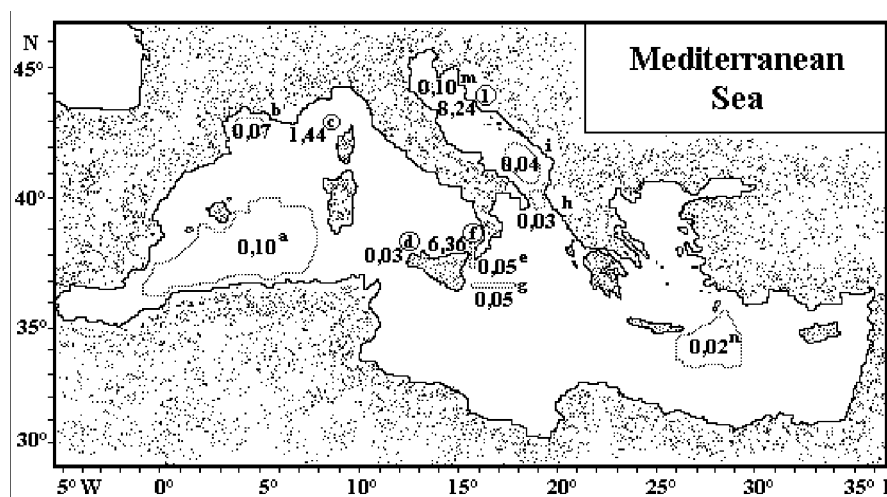 N
Mediterranean
Sea
45°
40°
35°
30°
0,10 m
l
8,24
b
0,07
1,44 c
i
0,04
h
0,03
0,10 a
d
0,03
6,36 f
0,05 e
0,05 g
0,02 n
5° W 0° 5° 10° 15° 20° 25° 30° 35° E